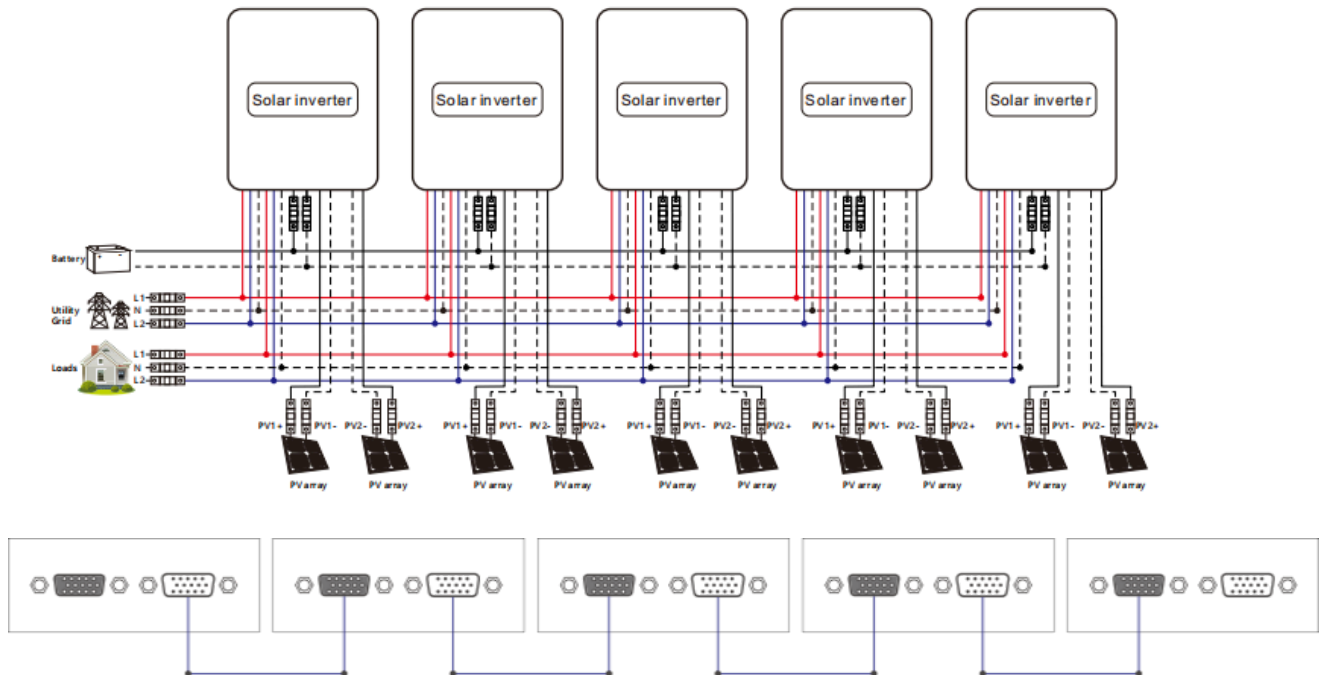 Solar inverter
Solar inverter
Solar inverter
Solar inverter
Solar inverter
Battery
Utility
Grid
L1
N
L2
Loads
L1
N
L2
PV1+
PV1-
PV2-
PV2+
PV1+
PV1-
PV2-
PV2+
PV1+
PV1-
PV2-
PV2+
PV1+
PV1-
PV2-
PV2+
PV1+
PV1-
PV2-
PV2+
PV array
PV array
PV array
PV array
PV array
PV array
PV array
PV array
PV array
PV array